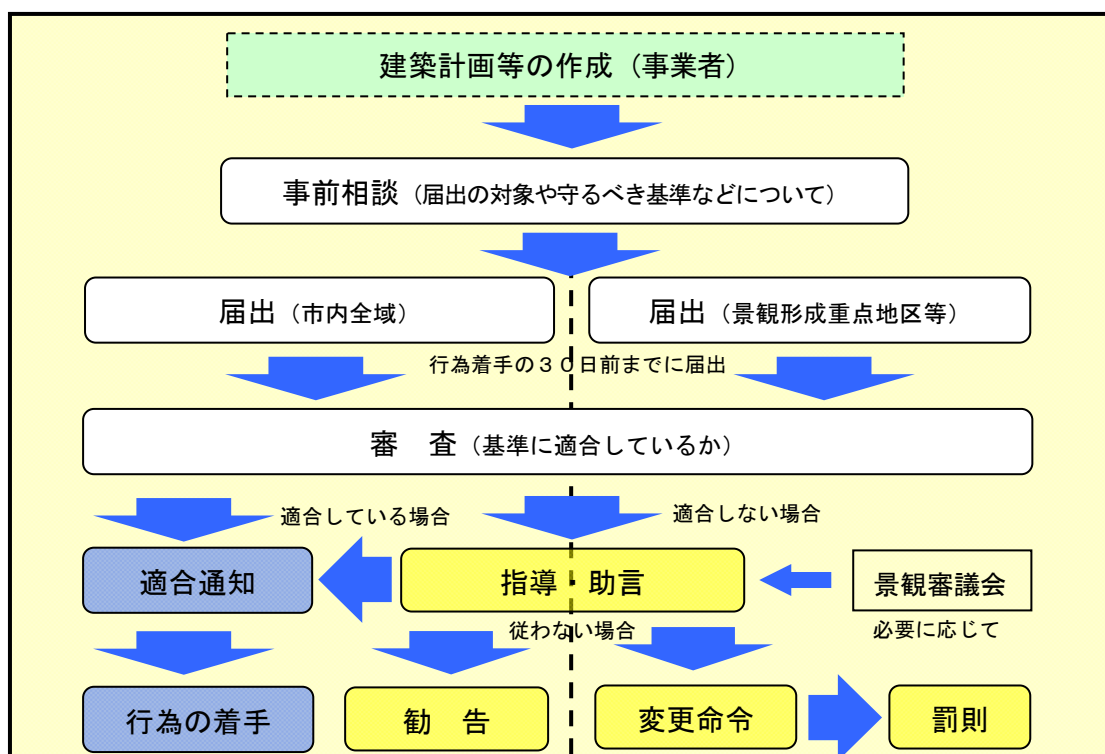 建築計画等の作成（事業者）
事前相談（届出の対象や守るべき基準などについて）
届出（市内全域）
届出（景観形成重点地区等）
行為着手の３０日前までに届出
審　査（基準に適合しているか）
適合している場合
適合しない場合
適合通知
指導・助言
景観審議会
従わない場合
必要に応じて
行為の着手
勧　告
変更命令
罰則